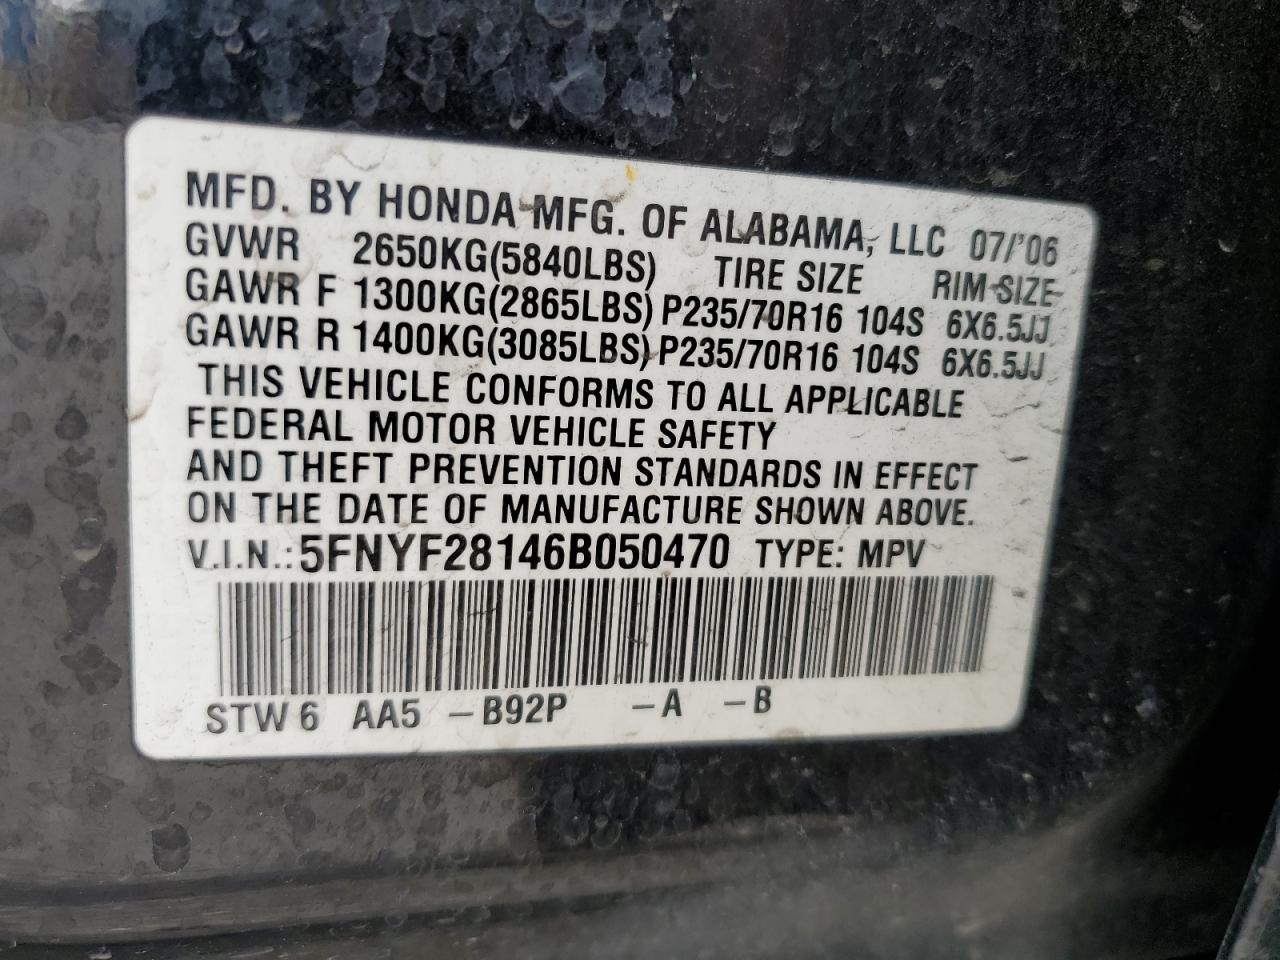 MFD. BY HONDA MFG. OF ALABAMA, LLC 07/'06
GVWR 2650KG(5840LBS) TIRE SIZE RIM SIZE
GAWR F 1300KG(2865LBS) P235/70R16 104S 6X6.5JJ
GAWR R 1400KG(3085LBS) P235/70R16 104S 6X6.5JJ
THIS VEHICLE CONFORMS TO ALL APPLICABLE
FEDERAL MOTOR VEHICLE SAFETY
AND THEFT PREVENTION STANDARDS IN EFFECT
ON THE DATE OF MANUFACTURE SHOWN ABOVE.
V.I.N.: 5FNYF28146B050470 TYPE: MPV
STW6 AA5 -B92P -A -B